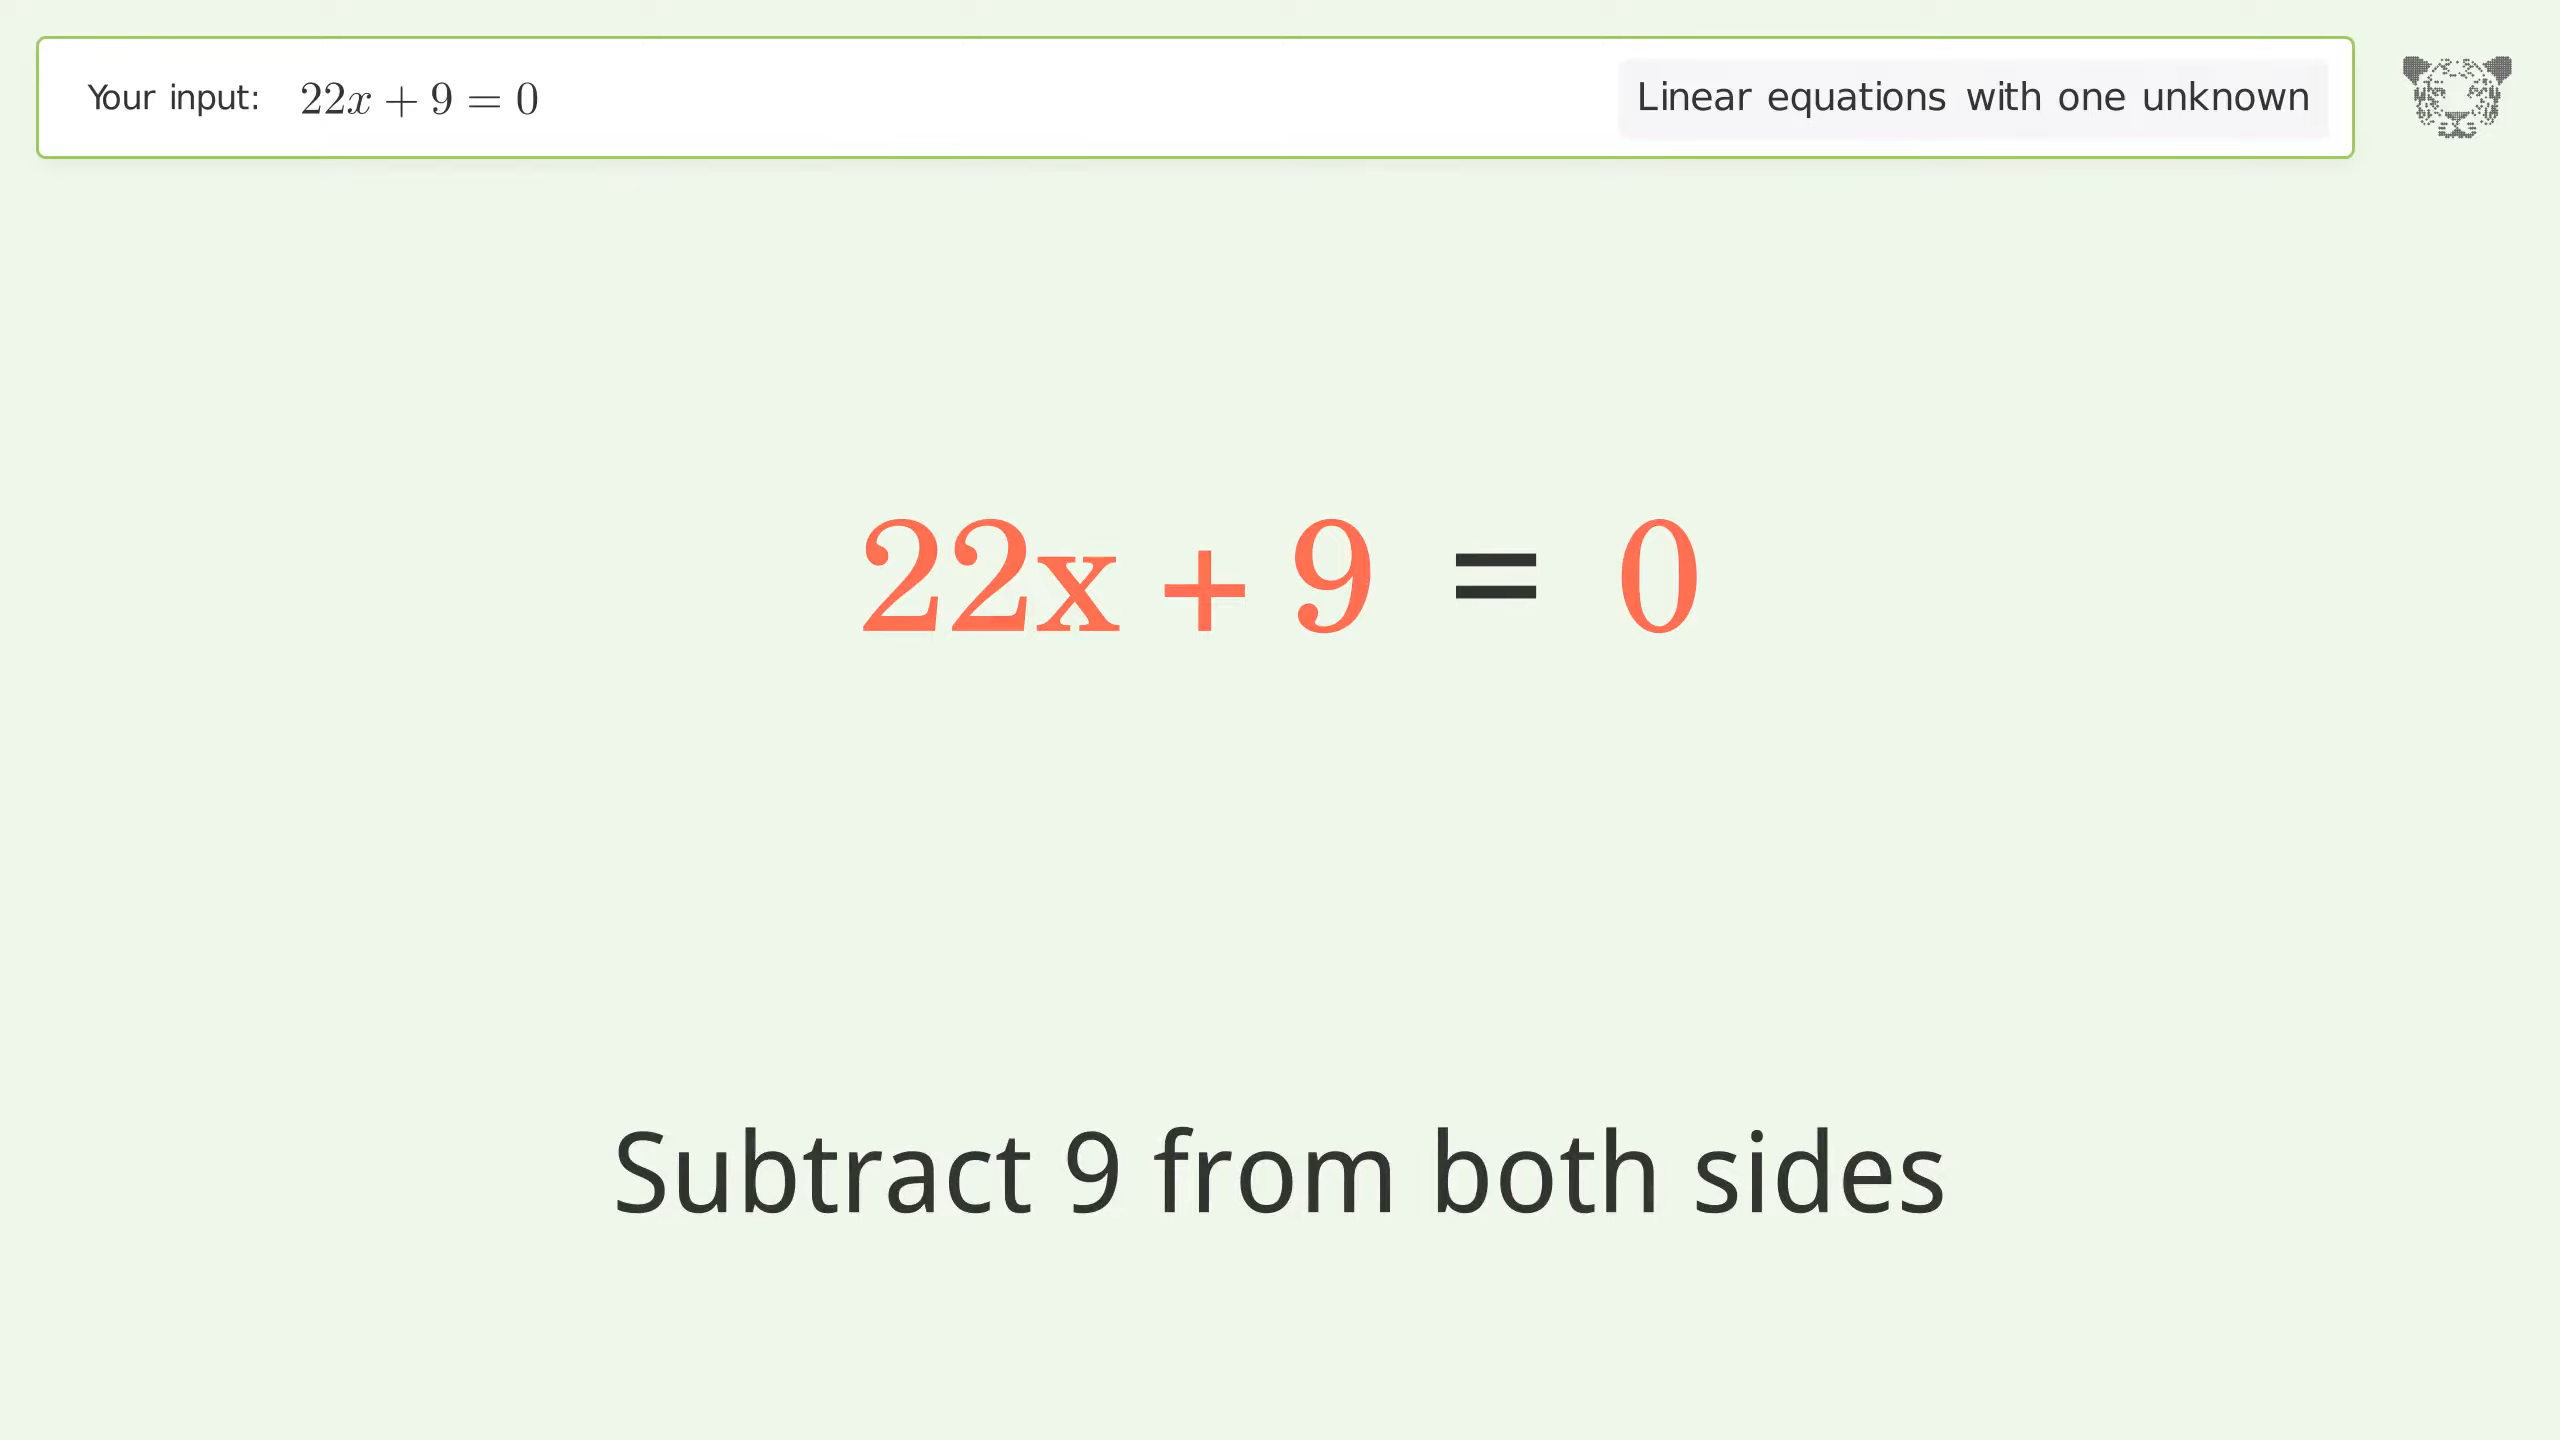 Your input: 22x + 9 = 0
Linear equations with one unknown
22x + 9 = 0
Subtract 9 from both sides